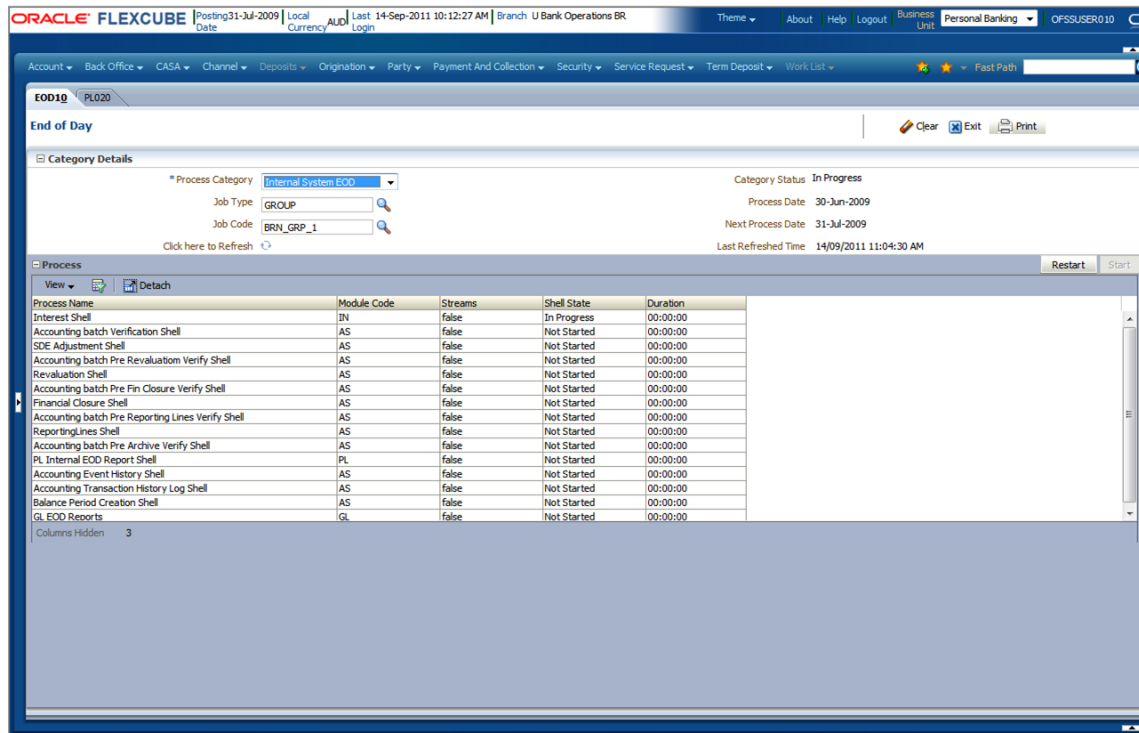 ORACLE FLEXCUBE Posting Date 31-Jul-2009 Local Currency AUD Last Login 14-Sep-2011 10:12:27 AM Branch U Bank Operations BR Theme About Help Logout Business Unit Personal Banking OFSSUSER010
Account Back Office CASA Channel Deposits Origination Party Payment And Collection Security Service Request Term Deposit Work List Fast Path
EOD10 PL020
End of Day Clear Exit Print
Category Details
* Process Category Internal System EOD Category Status In Progress
Job Type GROUP Process Date 30-Jun-2009
Job Code BRN_GRP_1 Next Process Date 31-Jul-2009
Click here to Refresh Last Refreshed Time 14/09/2011 11:04:30 AM
Process Restart Start
View Detach
Process Name Module Code Streams Shell State Duration
Interest Shell IN false In Progress 00:00:00
Accounting batch Verification Shell AS false Not Started 00:00:00
SDE Adjustment Shell AS false Not Started 00:00:00
Accounting batch Pre Revaluatiom Verify Shell AS false Not Started 00:00:00
Revaluation Shell AS false Not Started 00:00:00
Accounting batch Pre Fin Closure Verify Shell AS false Not Started 00:00:00
Financial Closure Shell AS false Not Started 00:00:00
Accounting batch Pre Reporting Lines Verify Shell AS false Not Started 00:00:00
ReportingLines Shell AS false Not Started 00:00:00
Accounting batch Pre Archive Verify Shell AS false Not Started 00:00:00
PL Internal EOD Report Shell PL false Not Started 00:00:00
Accounting Event History Shell AS false Not Started 00:00:00
Accounting Transaction History Log Shell AS false Not Started 00:00:00
Balance Period Creation Shell AS false Not Started 00:00:00
GL EOD Reports GL false Not Started 00:00:00
Columns Hidden 3